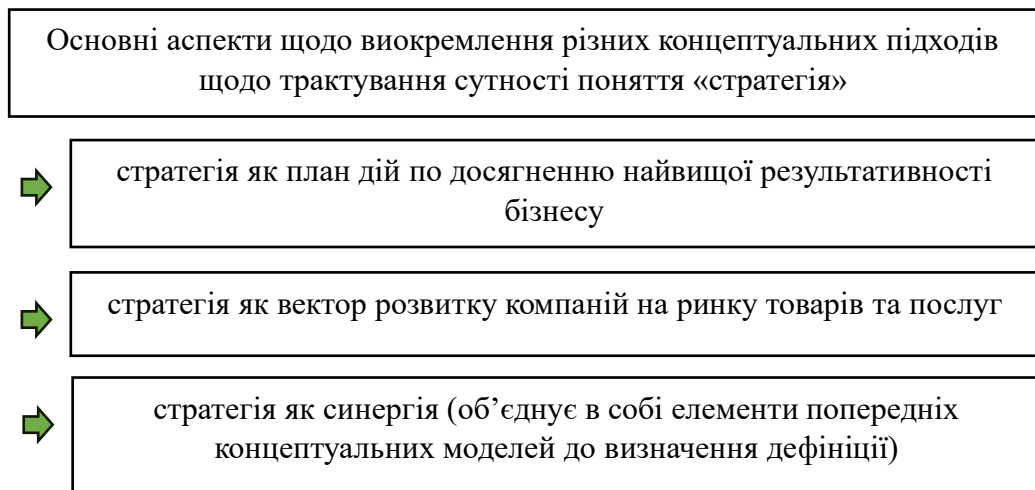 Основні аспекти щодо виокремлення різних концептуальних підходів
щодо трактування сутності поняття «стратегія»
стратегія як план дій по досягненню найвищої результативності
бізнесу
стратегія як вектор розвитку компаній на ринку товарів та послуг
стратегія як синергія (об’єднує в собі елементи попередніх
концептуальних моделей до визначення дефініції)